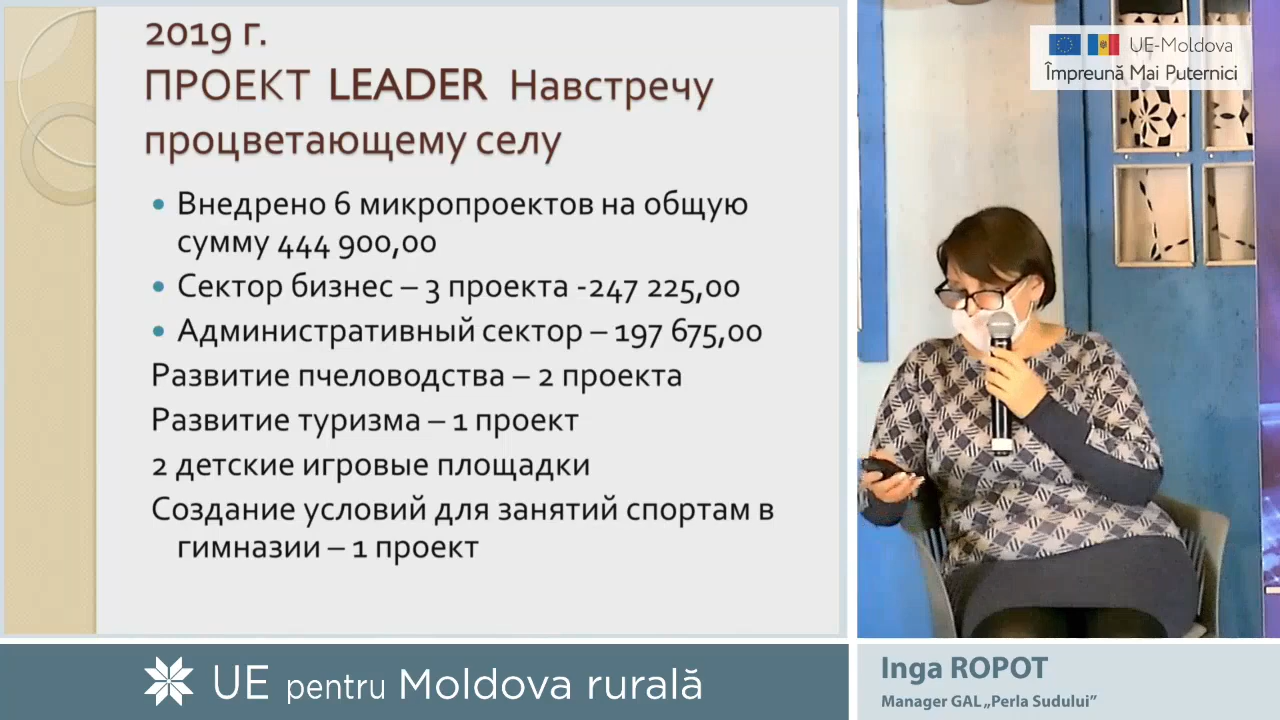 2019 г.
ПРОЕКТ LEADER Навстречу
процветающему селу
• Внедрено 6 микропроектов на общую
сумму 444 900,00
• Сектор бизнес – 3 проекта -247 225,00
• Административный сектор – 197 675,00
Развитие пчеловодства – 2 проекта
Развитие туризма – 1 проект
2 детские игровые площадки
Создание условий для занятий спортам в
гимназии – 1 проект
UE-Moldova
Împreună Mai Puternici
UE pentru Moldova rurală
Inga ROPOT
Manager GAL „Perla Sudului”